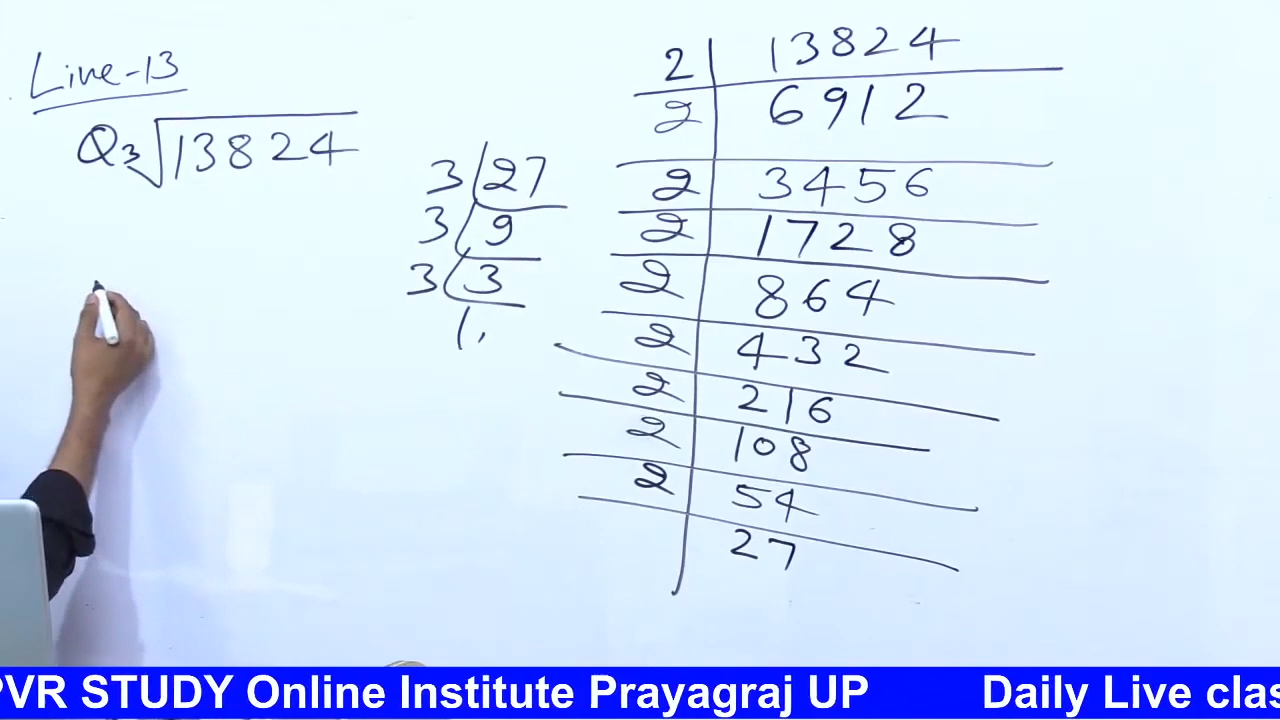 Live-13
Q ³√13824
3 | 27
3 | 9
3 | 3
1.
2 | 13824
2 | 6912
2 | 3456
2 | 1728
2 | 864
2 | 432
2 | 216
2 | 108
2 | 54
27
PVR STUDY Online Institute Prayagraj UP Daily Live clas